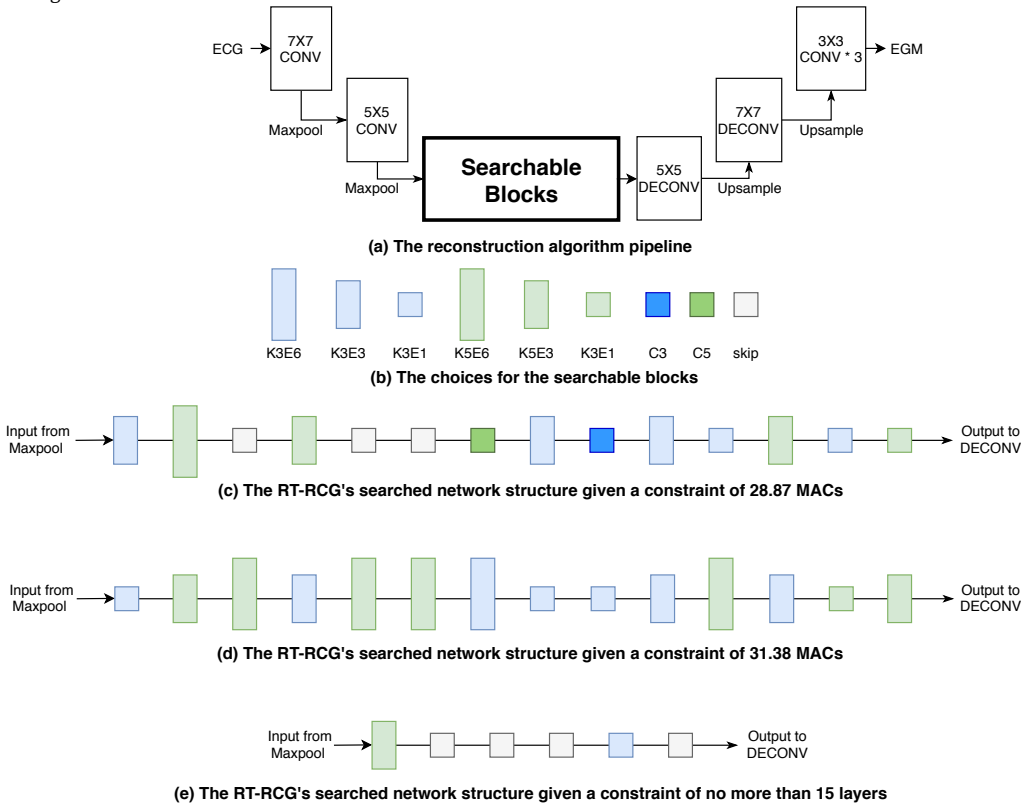 ECG
7X7
CONV
Maxpool
5X5
CONV
Maxpool
Searchable
Blocks
5X5
DECONV
Upsample
7X7
DECONV
Upsample
3X3
CONV * 3
EGM
(a) The reconstruction algorithm pipeline
K3E6 K3E3 K3E1 K5E6 K5E3 K3E1 C3 C5 skip
(b) The choices for the searchable blocks
Input from
Maxpool
Output to
DECONV
(c) The RT-RCG's searched network structure given a constraint of 28.87 MACs
Input from
Maxpool
Output to
DECONV
(d) The RT-RCG's searched network structure given a constraint of 31.38 MACs
Input from
Maxpool
Output to
DECONV
(e) The RT-RCG's searched network structure given a constraint of no more than 15 layers